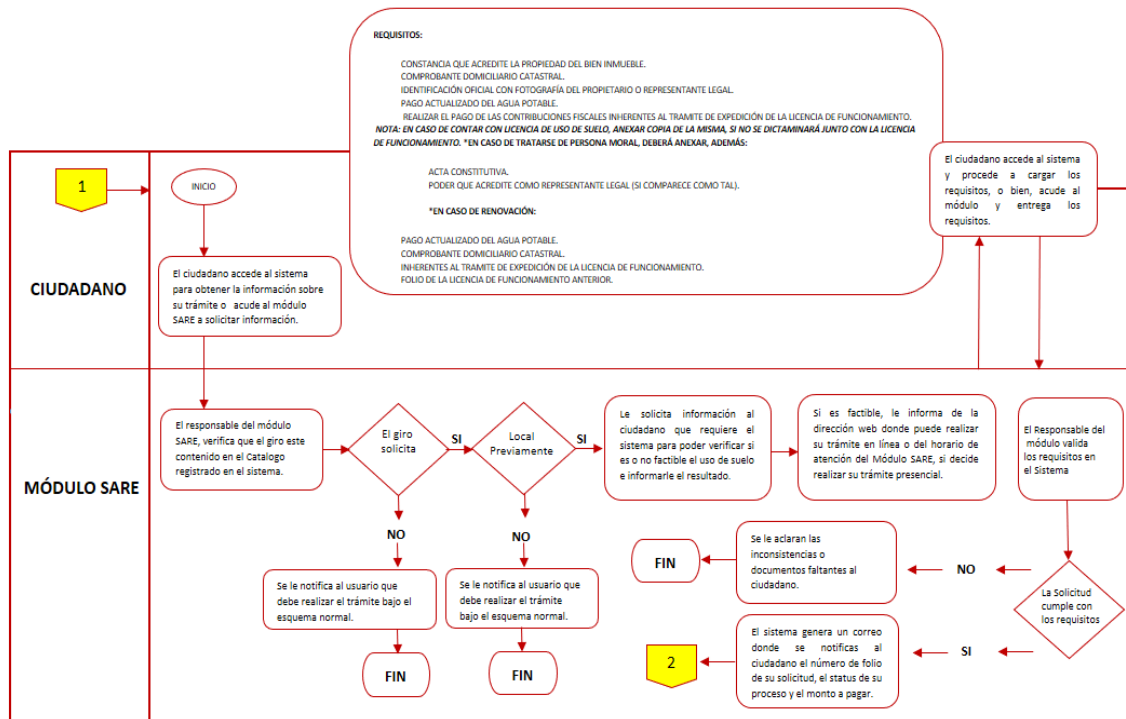 REQUISITOS:
CONSTANCIA QUE ACREDITE LA PROPIEDAD DEL BIEN INMUEBLE.
COMPROBANTE DOMICILIARIO CATASTRAL.
IDENTIFICACIÓN OFICIAL CON FOTOGRAFÍA DEL PROPIETARIO O REPRESENTANTE LEGAL.
PAGO ACTUALIZADO DEL AGUA POTABLE.
REALIZAR EL PAGO DE LAS CONTRIBUCIONES FISCALES INHERENTES AL TRAMITE DE EXPEDICIÓN DE LA LICENCIA DE FUNCIONAMIENTO.
NOTA: EN CASO DE CONTAR CON LICENCIA DE USO DE SUELO, ANEXAR COPIA DE LA MISMA, SI NO SE DICTAMINARÁ JUNTO CON LA LICENCIA
DE FUNCIONAMIENTO. *EN CASO DE TRATARSE DE PERSONA MORAL, DEBERÁ ANEXAR, ADEMÁS:
ACTA CONSTITUTIVA.
PODER QUE ACREDITE COMO REPRESENTANTE LEGAL (SI COMPARECE COMO TAL).
*EN CASO DE RENOVACIÓN:
PAGO ACTUALIZADO DEL AGUA POTABLE.
COMPROBANTE DOMICILIARIO CATASTRAL.
INHERENTES AL TRAMITE DE EXPEDICIÓN DE LA LICENCIA DE FUNCIONAMIENTO.
FOLIO DE LA LICENCIA DE FUNCIONAMIENTO ANTERIOR.
CIUDADANO
1
INICIO
El ciudadano accede al sistema
para obtener la información sobre
su trámite o acude al módulo
SARE a solicitar información.
El ciudadano accede al sistema
y procede a cargar los
requisitos, o bien, acude al
módulo y entrega los
requisitos.
MÓDULO SARE
El responsable del módulo
SARE, verifica que el giro este
contenido en el Catalogo
registrado en el sistema.
El giro
solicita
SI
Local
Previamente
SI
Le solicita información al
ciudadano que requiere el
sistema para poder verificar si
es o no factible el uso de suelo
e informarle el resultado.
Si es factible, le informa de la
dirección web donde puede realizar
su trámite en línea o del horario de
atención del Módulo SARE, si decide
realizar su trámite presencial.
El Responsable del
módulo valida
los requisitos en
el Sistema
NO
NO
Se le notifica al usuario que
debe realizar el trámite bajo el
esquema normal.
Se le notifica al usuario que
debe realizar el trámite
bajo el esquema normal.
FIN
FIN
La Solicitud
cumple con
los requisitos
NO
Se le aclaran las
inconsistencias o
documentos faltantes al
ciudadano.
FIN
SI
El sistema genera un correo
donde se notificas al
ciudadano el número de folio
de su solicitud, el status de su
proceso y el monto a pagar.
2